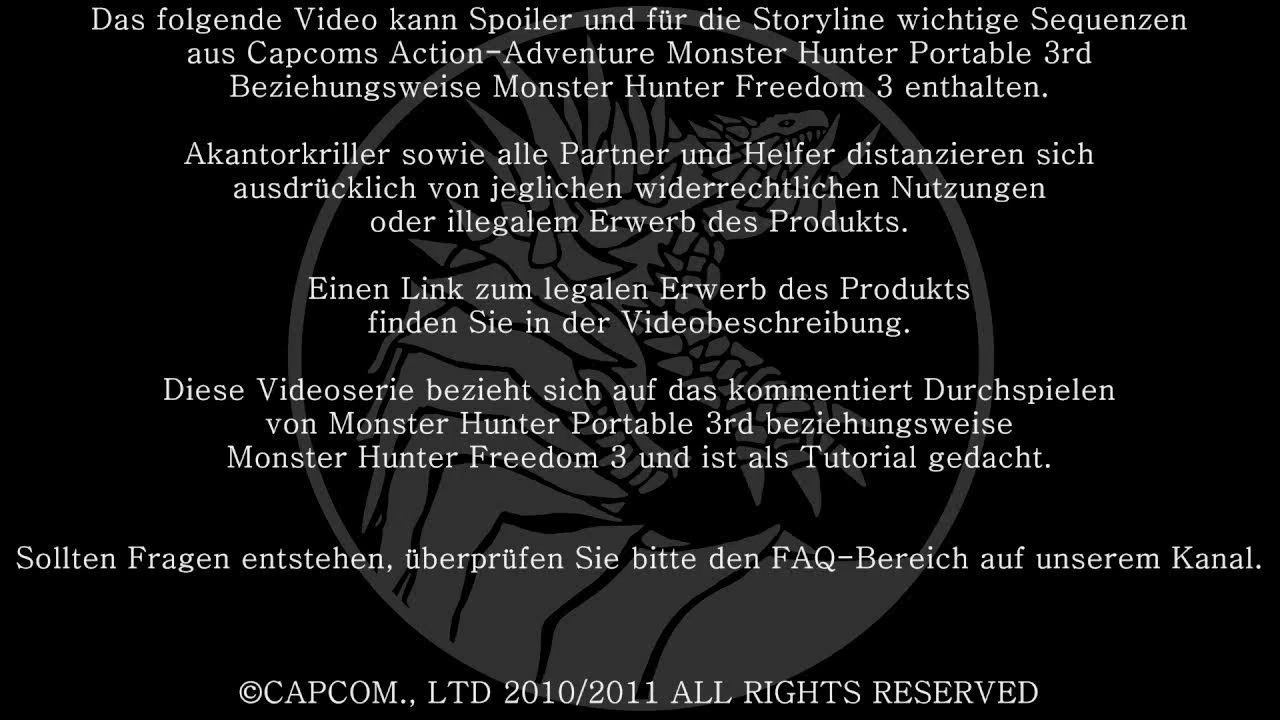 Das folgende Video kann Spoiler und für die Storyline wichtige Sequenzen
aus Capcoms Action-Adventure Monster Hunter Portable 3rd
Beziehungsweise Monster Hunter Freedom 3 enthalten.
Akantorkriller sowie alle Partner und Helfer distanzieren sich
ausdrücklich von jeglichen widerrechtlichen Nutzungen
oder illegalem Erwerb des Produkts.
Einen Link zum legalen Erwerb des Produkts
finden Sie in der Videobeschreibung.
Diese Videoserie bezieht sich auf das kommentiert Durchspielen
von Monster Hunter Portable 3rd beziehungsweise
Monster Hunter Freedom 3 und ist als Tutorial gedacht.
Sollten Fragen entstehen, überprüfen Sie bitte den FAQ-Bereich auf unserem Kanal.
©CAPCOM., LTD 2010/2011 ALL RIGHTS RESERVED